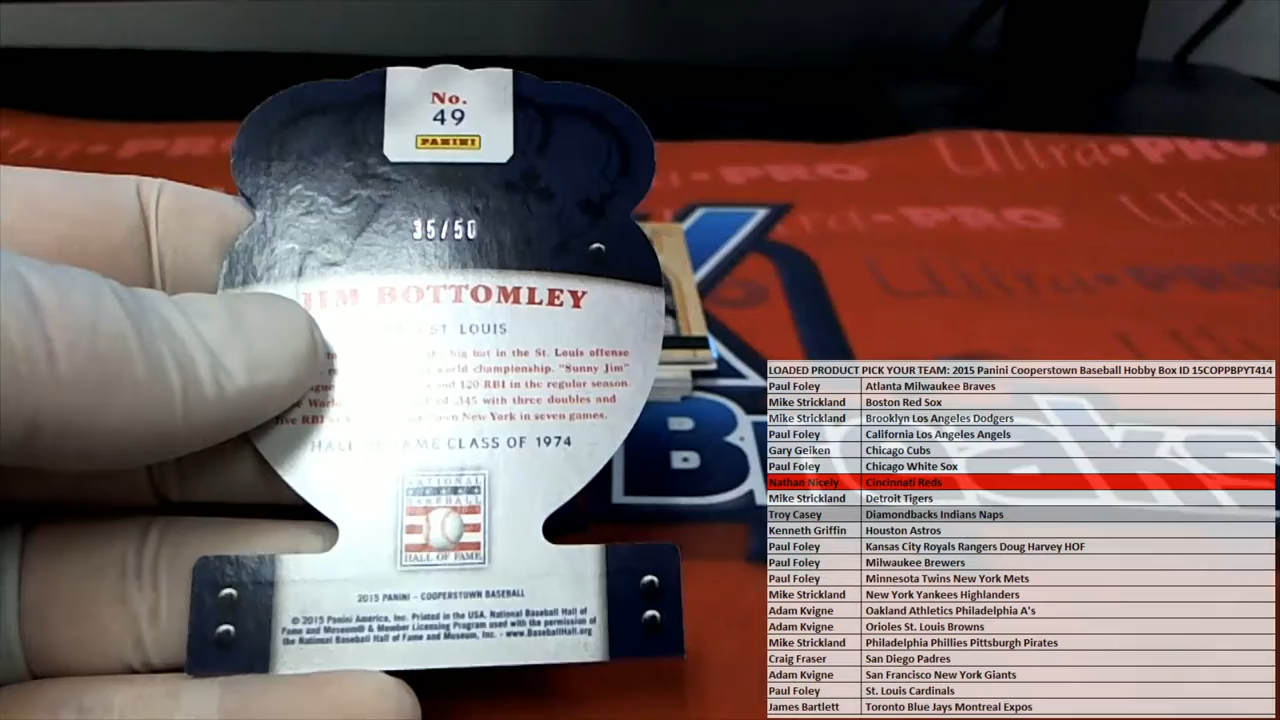 No.
49
PANINI
35/50
JIM BOTTOMLEY
ST. LOUIS
big bat in the St. Louis offense
world championship. "Sunny Jim"
and 120 RBI in the regular season.
World .345 with three doubles and
five RBI New York in seven games.
HALL OF FAME CLASS OF 1974
NATIONAL
BASEBALL
HALL OF FAME
2015 PANINI - COOPERSTOWN BASEBALL
© 2015 Panini America, Inc. Printed in the USA. National Baseball Hall of
Fame and Museum® & Member Licensing Program used with the permission of
the National Baseball Hall of Fame and Museum, Inc. - www.BaseballHall.org
Ultra•PRO
PRO
PRO
Ultra
K
Breaks
LOADED PRODUCT PICK YOUR TEAM: 2015 Panini Cooperstown Baseball Hobby Box ID 15COPPBPYT414
Paul Foley Atlanta Milwaukee Braves
Mike Strickland Boston Red Sox
Mike Strickland Brooklyn Los Angeles Dodgers
Paul Foley California Los Angeles Angels
Gary Geiken Chicago Cubs
Paul Foley Chicago White Sox
Nathan Nicely Cincinnati Reds
Mike Strickland Detroit Tigers
Troy Casey Diamondbacks Indians Naps
Kenneth Griffin Houston Astros
Paul Foley Kansas City Royals Rangers Doug Harvey HOF
Paul Foley Milwaukee Brewers
Paul Foley Minnesota Twins New York Mets
Mike Strickland New York Yankees Highlanders
Adam Kvigne Oakland Athletics Philadelphia A's
Adam Kvigne Orioles St. Louis Browns
Mike Strickland Philadelphia Phillies Pittsburgh Pirates
Craig Fraser San Diego Padres
Adam Kvigne San Francisco New York Giants
Paul Foley St. Louis Cardinals
James Bartlett Toronto Blue Jays Montreal Expos